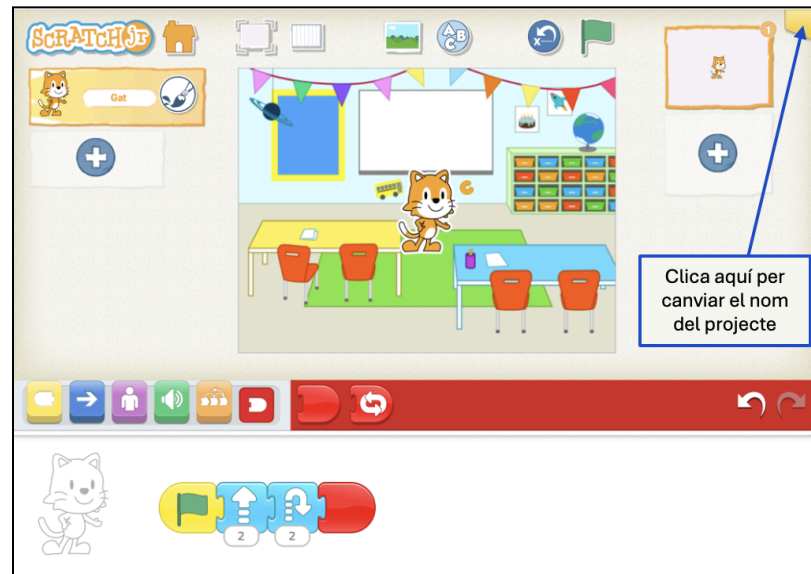 SCRATCH Jr
A
B
C
x
1
Gat
Clica aquí per
canviar el nom
del projecte
2
2